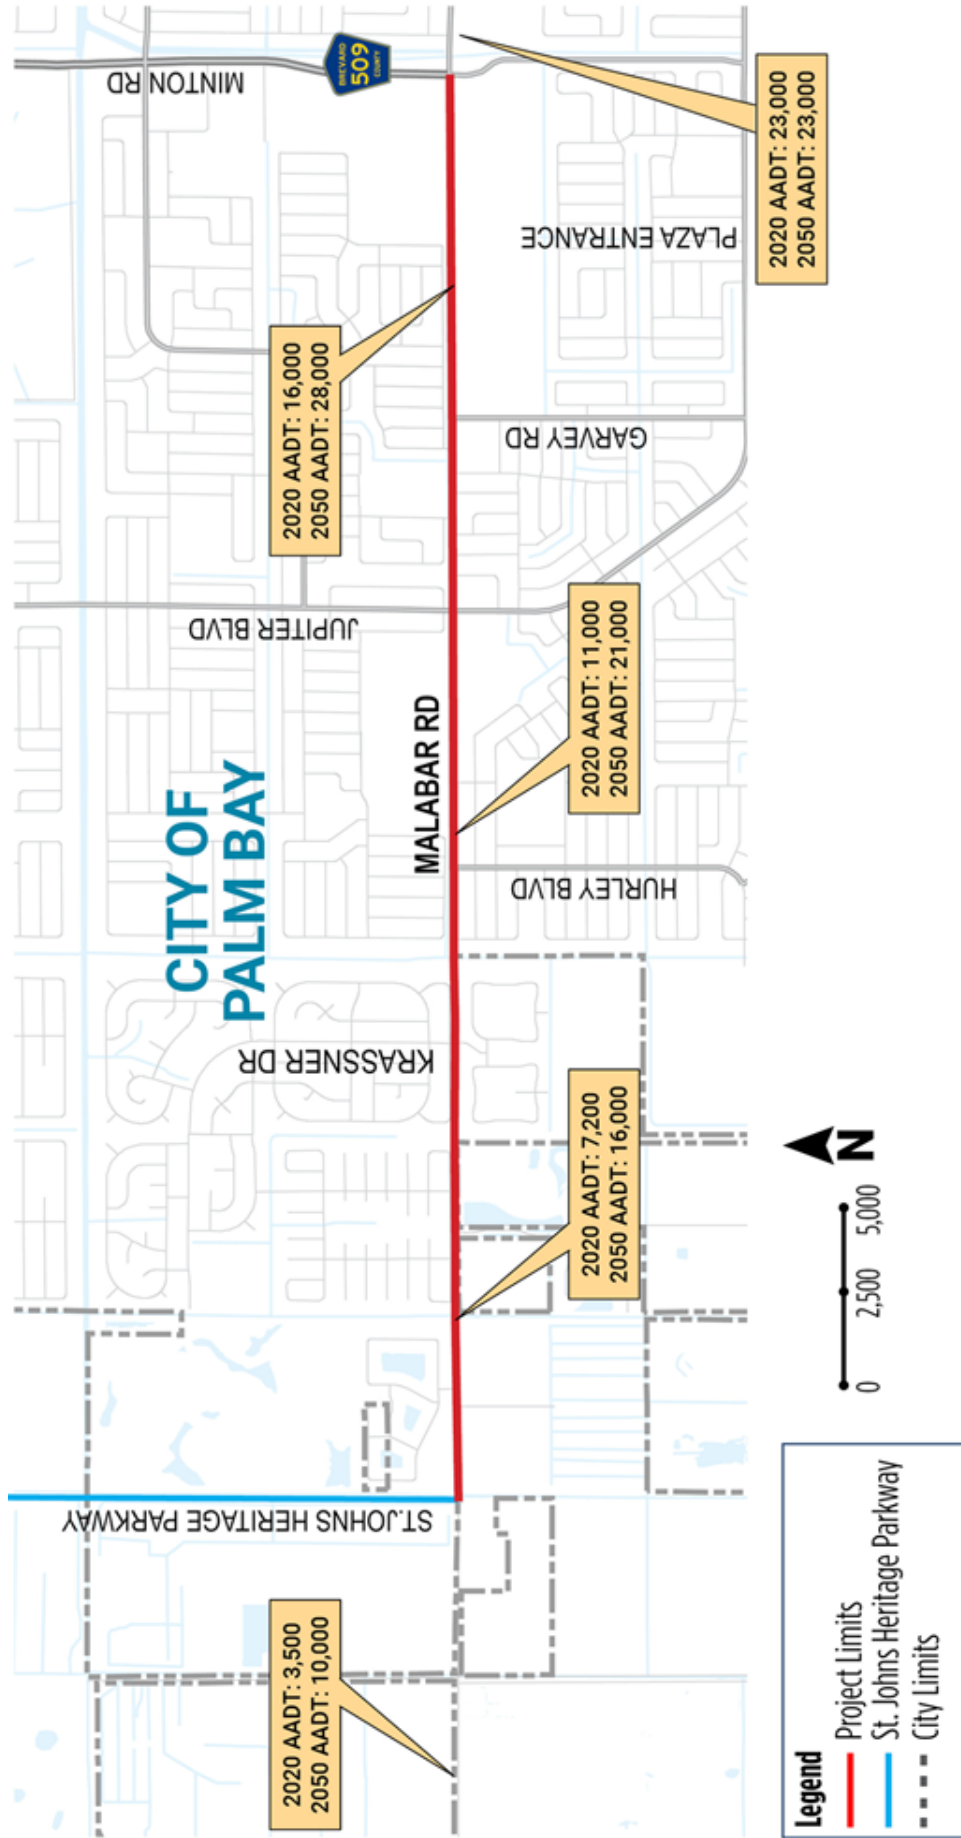 MINTON RD
BREVARD
509
COUNTY
2020 AADT: 23,000
2050 AADT: 23,000
PLAZA ENTRANCE
2020 AADT: 16,000
2050 AADT: 28,000
GARVEY RD
JUPITER BLVD
2020 AADT: 11,000
2050 AADT: 21,000
MALABAR RD
CITY OF
PALM BAY
HURLEY BLVD
KRASSNER DR
2020 AADT: 7,200
2050 AADT: 16,000
ST.JOHNS HERITAGE PARKWAY
2020 AADT: 3,500
2050 AADT: 10,000
N
0 2,500 5,000
Legend
Project Limits
St. Johns Heritage Parkway
City Limits